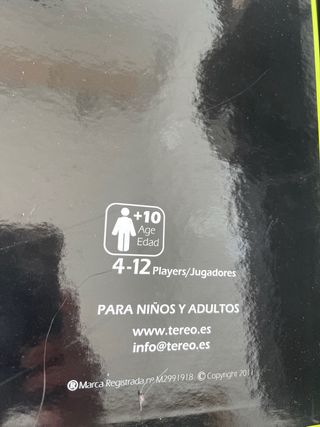 +10
Age
Edad
4-12 Players/Jugadores
PARA NIÑOS Y ADULTOS
www.tereo.es
info@tereo.es
® Marca Registrada nº M2991918 © Copyright 2011